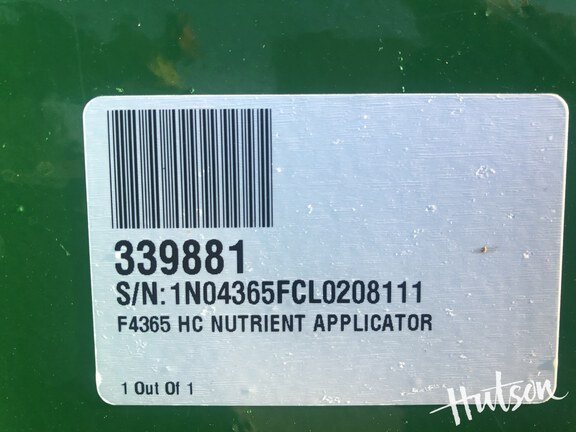 339881
S/N:1N04365FCL0208111
F4365 HC NUTRIENT APPLICATOR
1 Out Of 1
Hutson